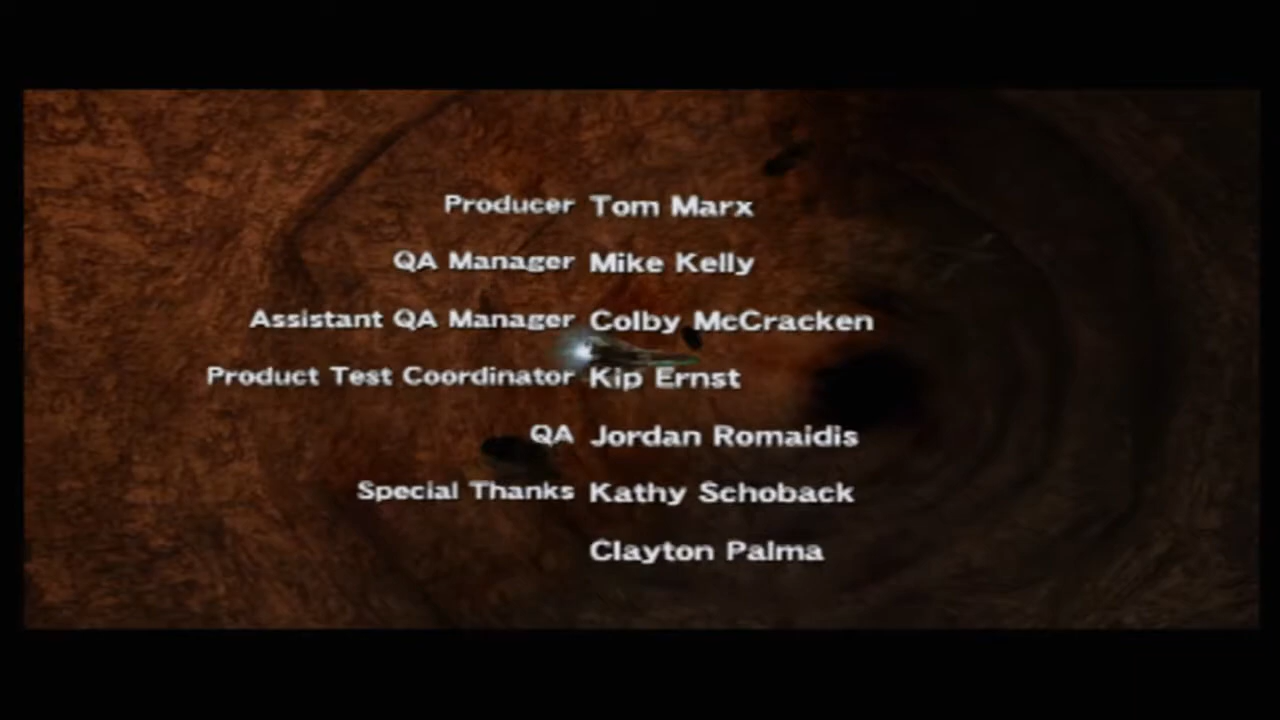 Producer Tom Marx
QA Manager Mike Kelly
Assistant QA Manager Colby McCracken
Product Test Coordinator Kip Ernst
QA Jordan Romaidis
Special Thanks Kathy Schoback
Clayton Palma